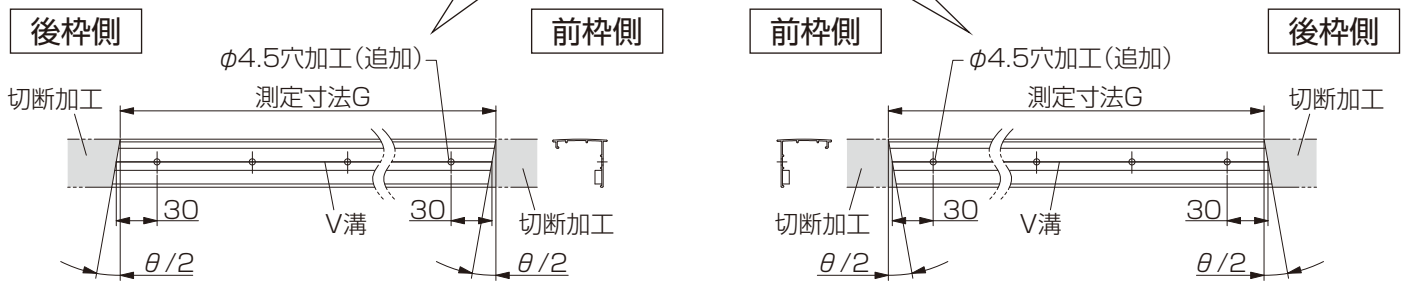 後枠側
前枠側
φ4.5穴加工(追加)
切断加工
測定寸法G
30
30
V溝
切断加工
θ/2
θ/2
前枠側
後枠側
φ4.5穴加工(追加)
測定寸法G
切断加工
切断加工
30
V溝
30
θ/2
θ/2